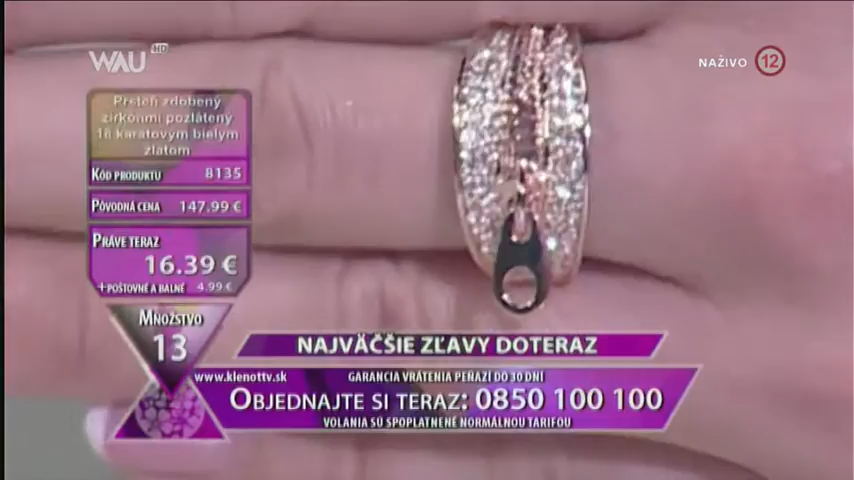 WAU HD
NAŽIVO 12
Prsteň zdobený
zirkónmi pozlátený
18 karatovým bielym
zlatom
KÓD PRODUKTU 8135
PÔVODNÁ CENA 147.99 €
PRÁVE TERAZ
16.39 €
+POŠTOVNÉ A BALNÉ 4.99 €
MNOŽSTVO
13
NAJVÄČŠIE ZĽAVY DOTERAZ
www.klenottv.sk GARANCIA VRÁTENIA PEŇAZÍ DO 30 DNÍ
OBJEDNAJTE SI TERAZ: 0850 100 100
VOLANIA SÚ SPOPLATNENÉ NORMÁLNOU TARIFOU